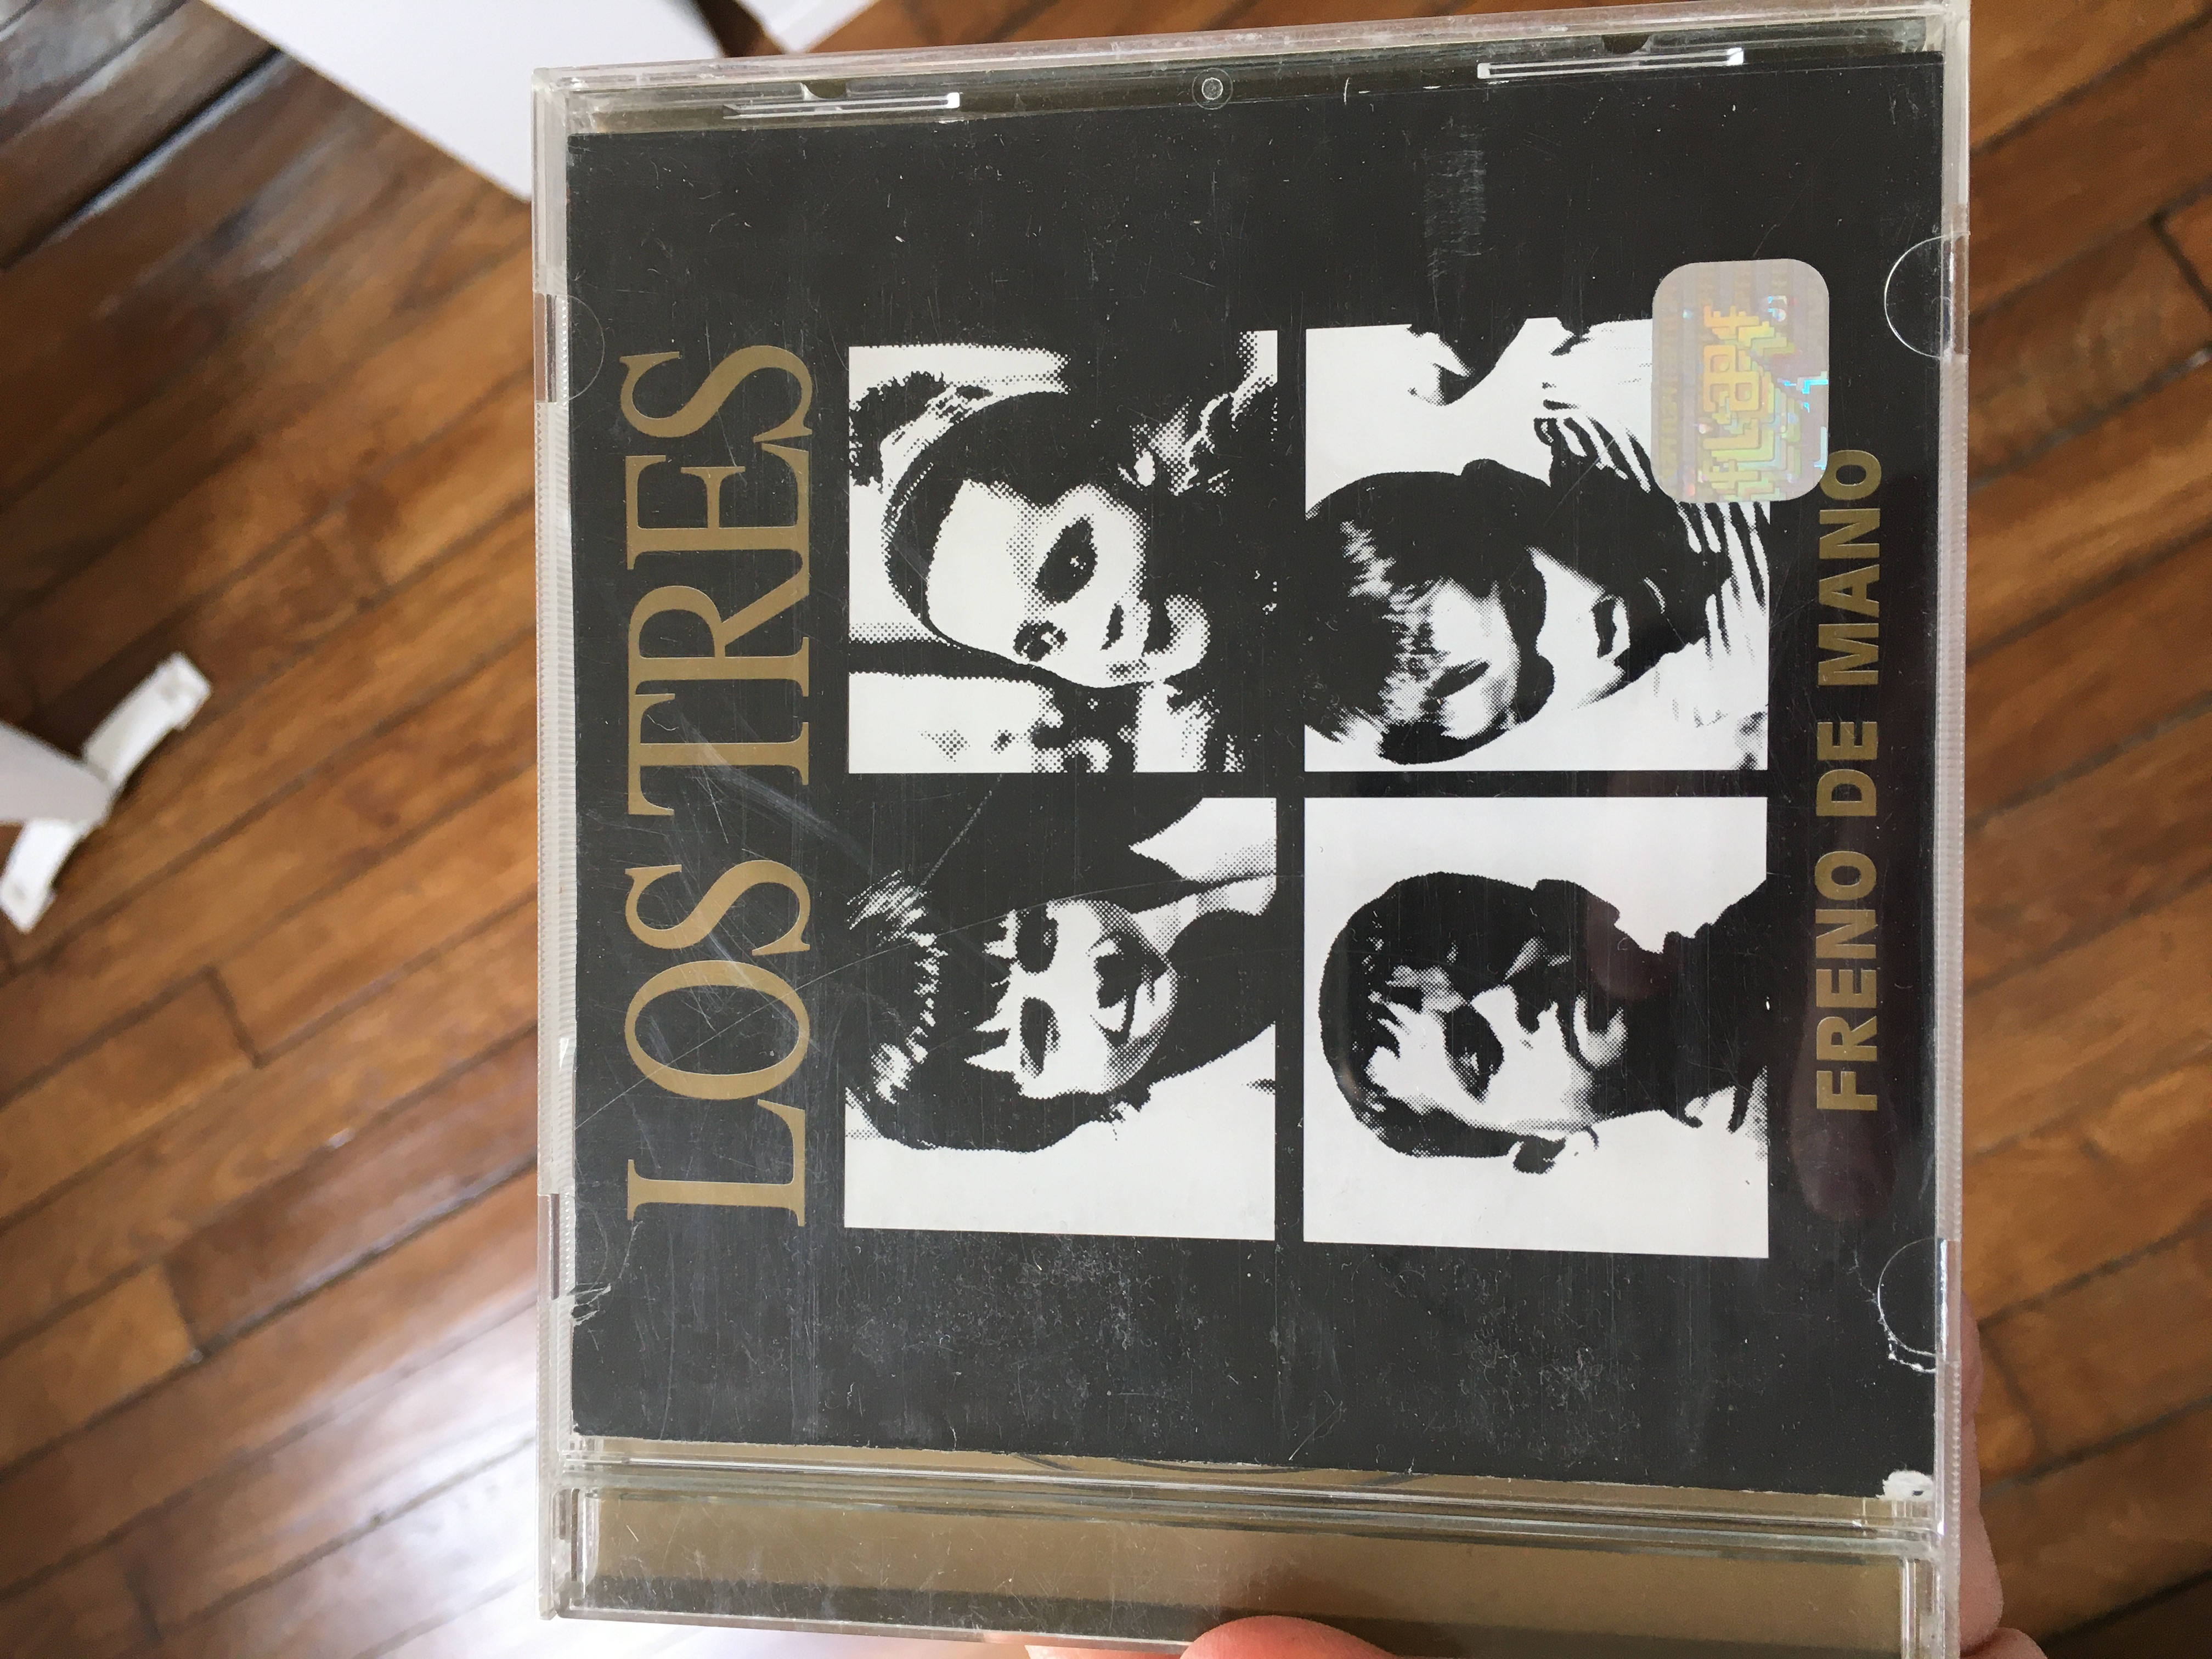 LOS TRES
FRENO DE MANO